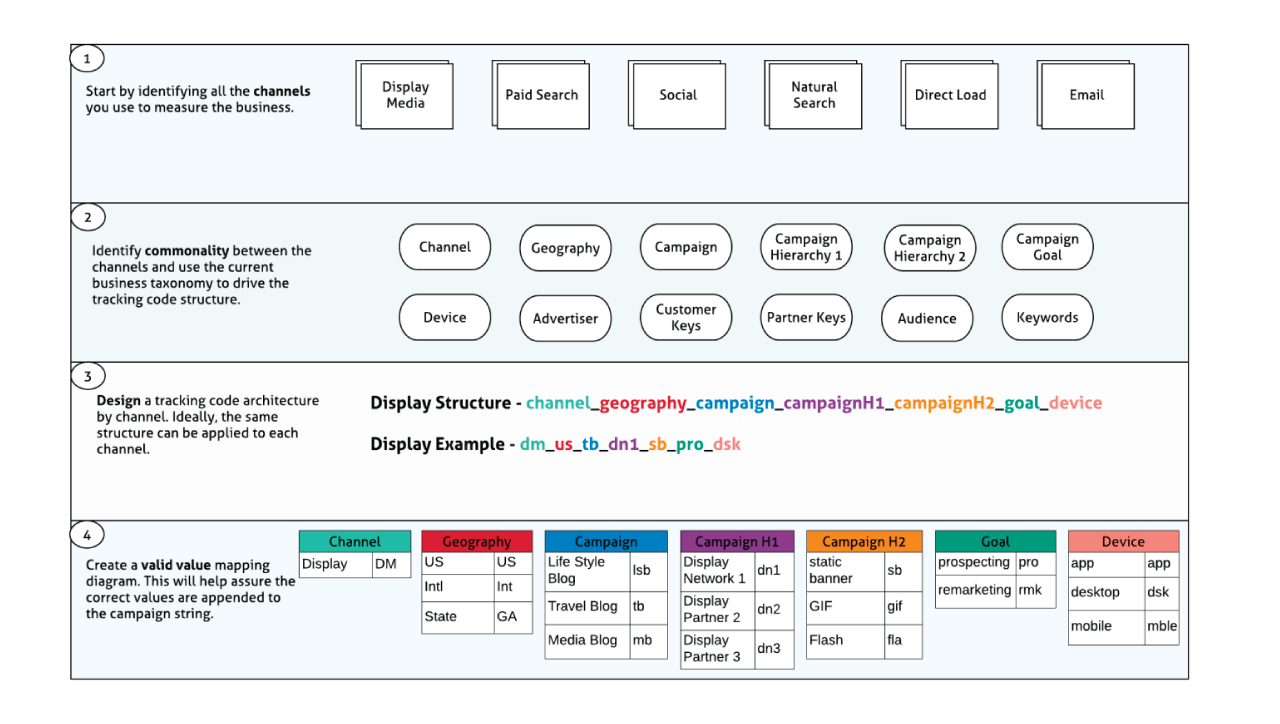 1
Start by identifying all the channels
you use to measure the business.
Display
Media
Paid Search
Social
Natural
Search
Direct Load
Email
2
Identify commonality between the
channels and use the current
business taxonomy to drive the
tracking code structure.
Channel
Geography
Campaign
Campaign
Hierarchy 1
Campaign
Hierarchy 2
Campaign
Goal
Device
Advertiser
Customer
Keys
Partner Keys
Audience
Keywords
3
Design a tracking code architecture
by channel. Ideally, the same
structure can be applied to each
channel.
Display Structure - channel_geography_campaign_campaignH1_campaignH2_goal_device
Display Example - dm_us_tb_dn1_sb_pro_dsk
4
Create a valid value mapping
diagram. This will help assure the
correct values are appended to
the campaign string.
Channel
Display DM
Geography
US US
Intl Int
State GA
Campaign
Life Style
Blog
lsb
Travel Blog tb
Media Blog mb
Campaign H1
Display
Network 1
dn1
Display
Partner 2
dn2
Display
Partner 3
dn3
Campaign H2
static
banner
sb
GIF gif
Flash fla
Goal
prospecting pro
remarketing rmk
Device
app app
desktop dsk
mobile mble